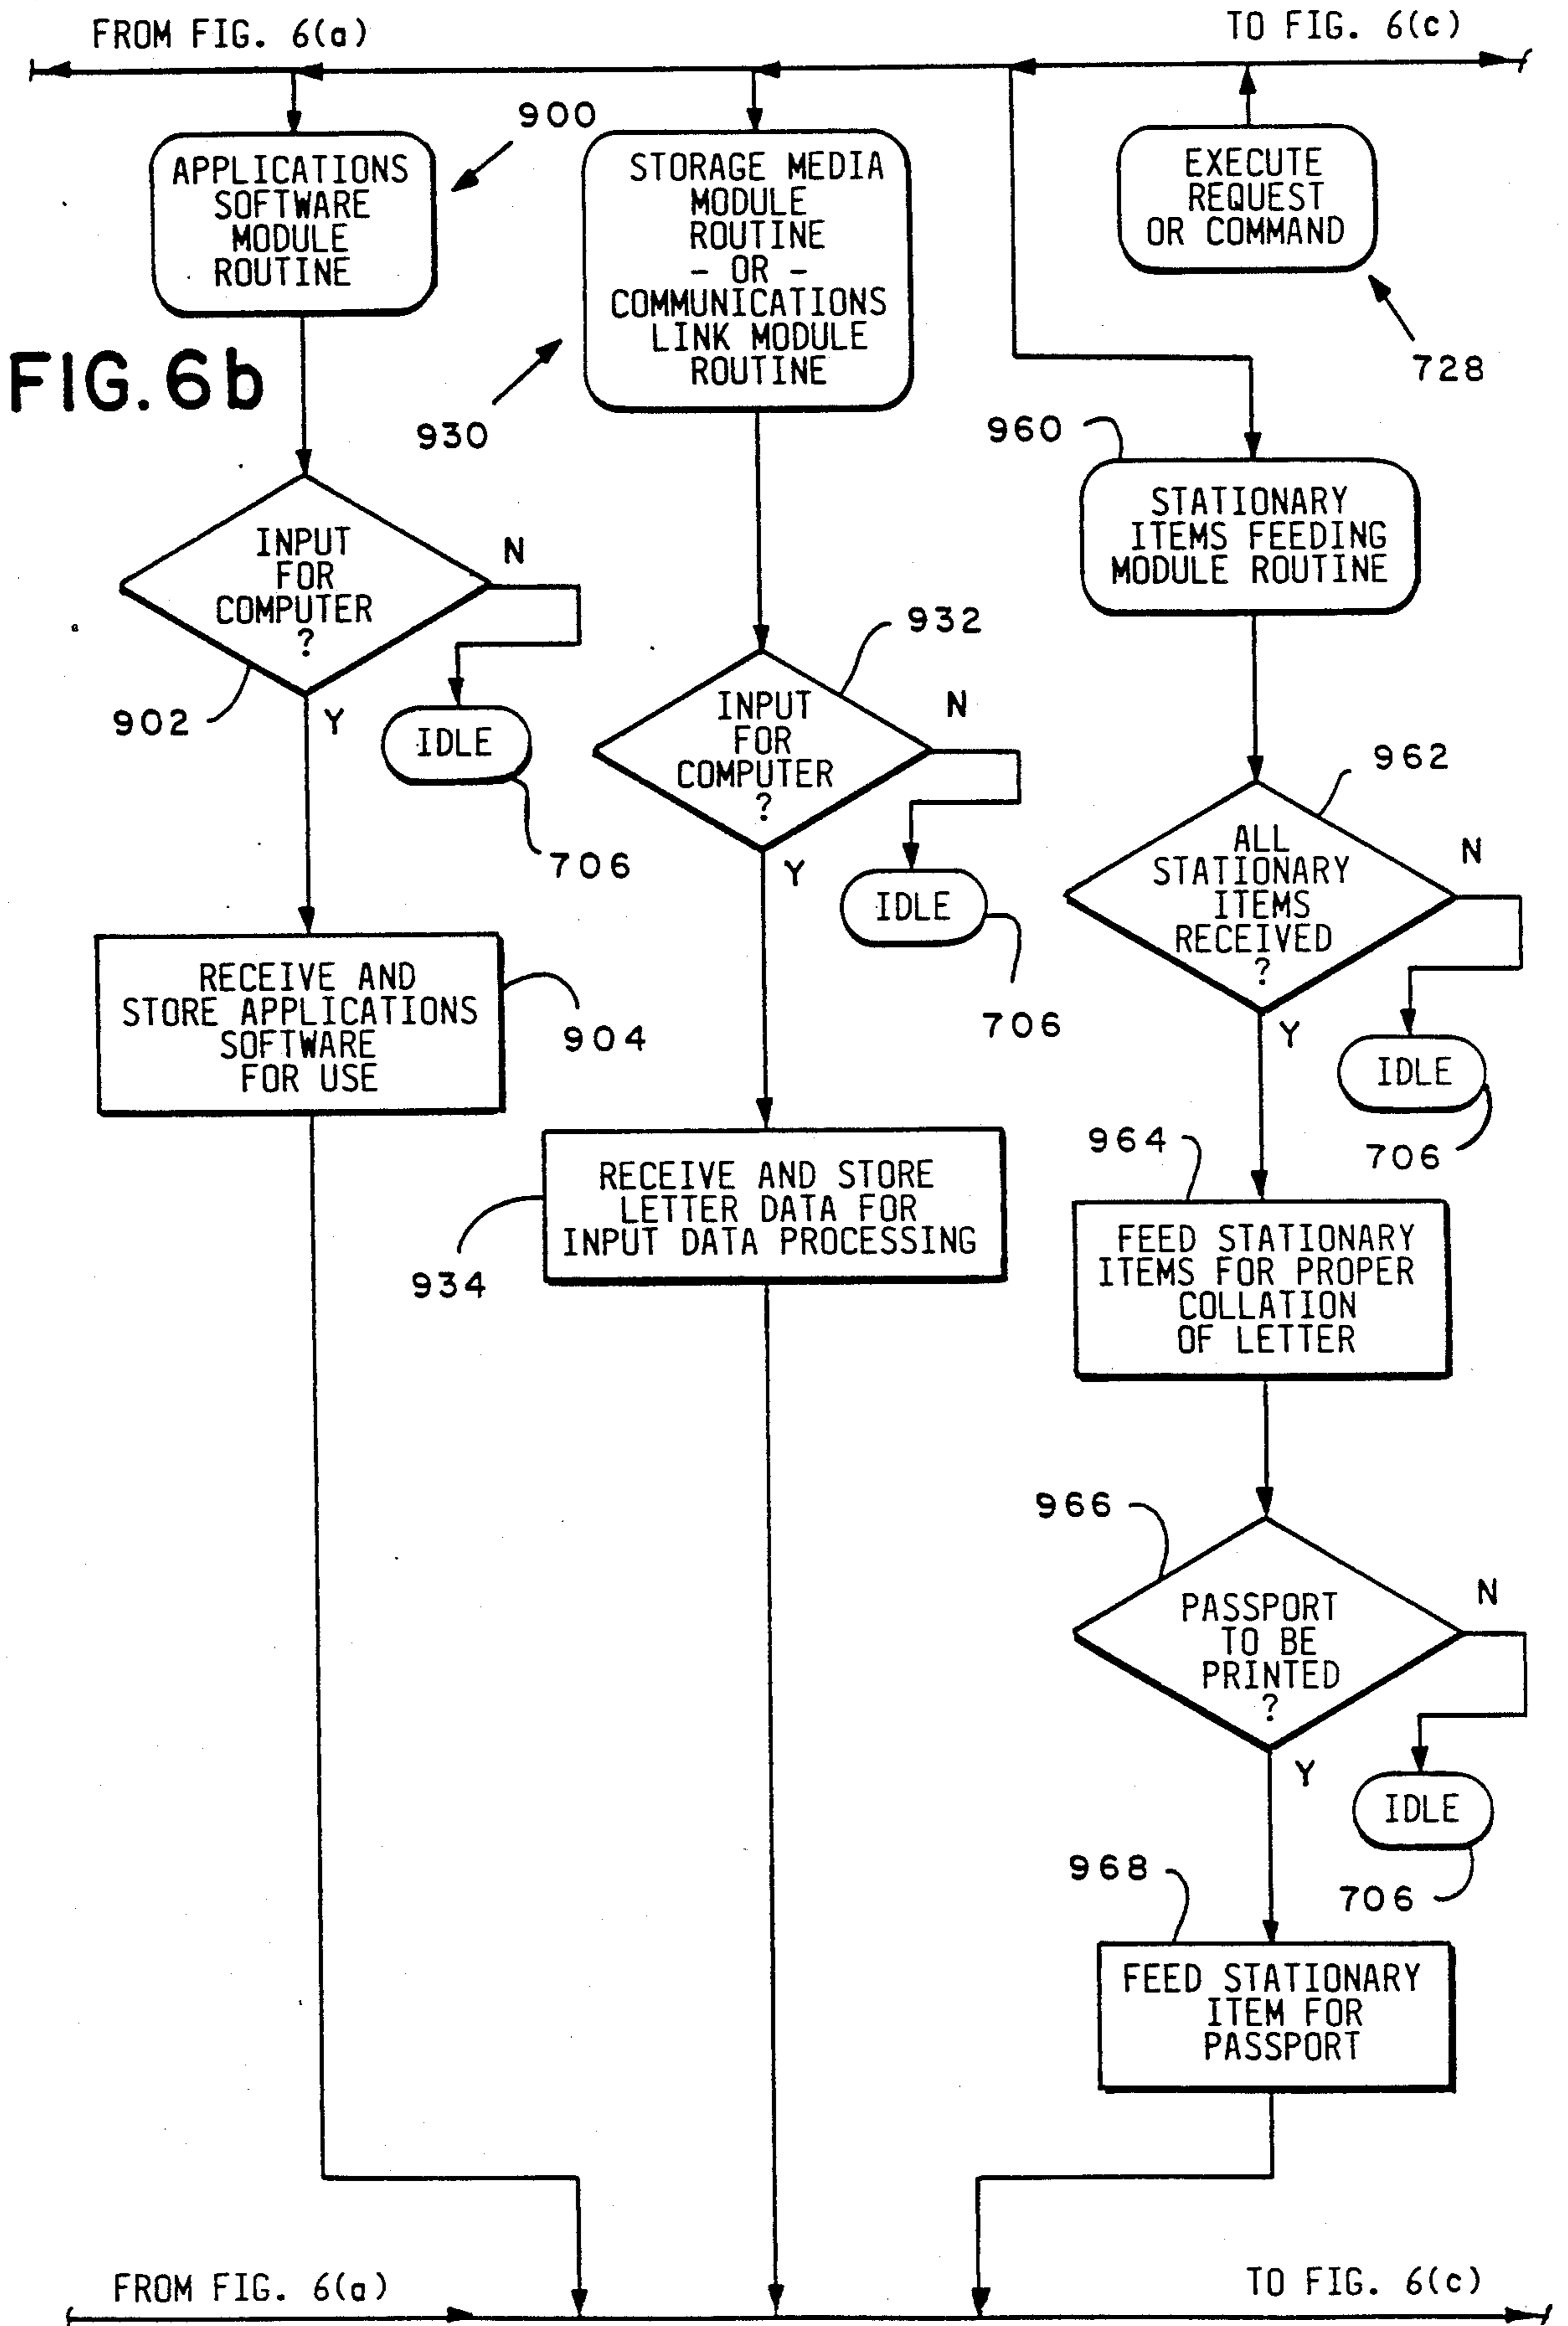 FROM FIG. 6(a)
TO FIG. 6(c)
900
APPLICATIONS
SOFTWARE
MODULE
ROUTINE
STORAGE MEDIA
MODULE
ROUTINE
- OR -
COMMUNICATIONS
LINK MODULE
ROUTINE
EXECUTE
REQUEST
OR COMMAND
728
FIG. 6b
930
960
STATIONARY
ITEMS FEEDING
MODULE ROUTINE
INPUT
FOR
COMPUTER
?
N
902
Y
IDLE
706
932
INPUT
FOR
COMPUTER
?
N
Y
IDLE
706
962
ALL
STATIONARY
ITEMS
RECEIVED
?
N
Y
IDLE
706
RECEIVE AND
STORE APPLICATIONS
SOFTWARE
FOR USE
904
RECEIVE AND STORE
LETTER DATA FOR
INPUT DATA PROCESSING
934
964
FEED STATIONARY
ITEMS FOR PROPER
COLLATION
OF LETTER
966
PASSPORT
TO BE
PRINTED
?
N
Y
IDLE
706
968
FEED STATIONARY
ITEM FOR
PASSPORT
FROM FIG. 6(a)
TO FIG. 6(c)